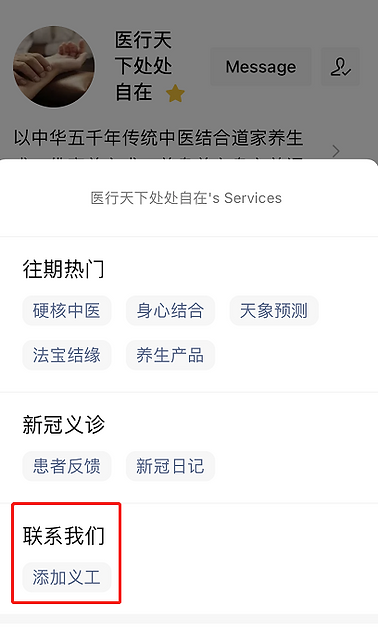 医行天
下处处
自在
Message
以中华五千年传统中医结合道家养生
医行天下处处自在's Services
往期热门
硬核中医 身心结合 天象预测
法宝结缘 养生产品
新冠义诊
患者反馈 新冠日记
联系我们
添加义工